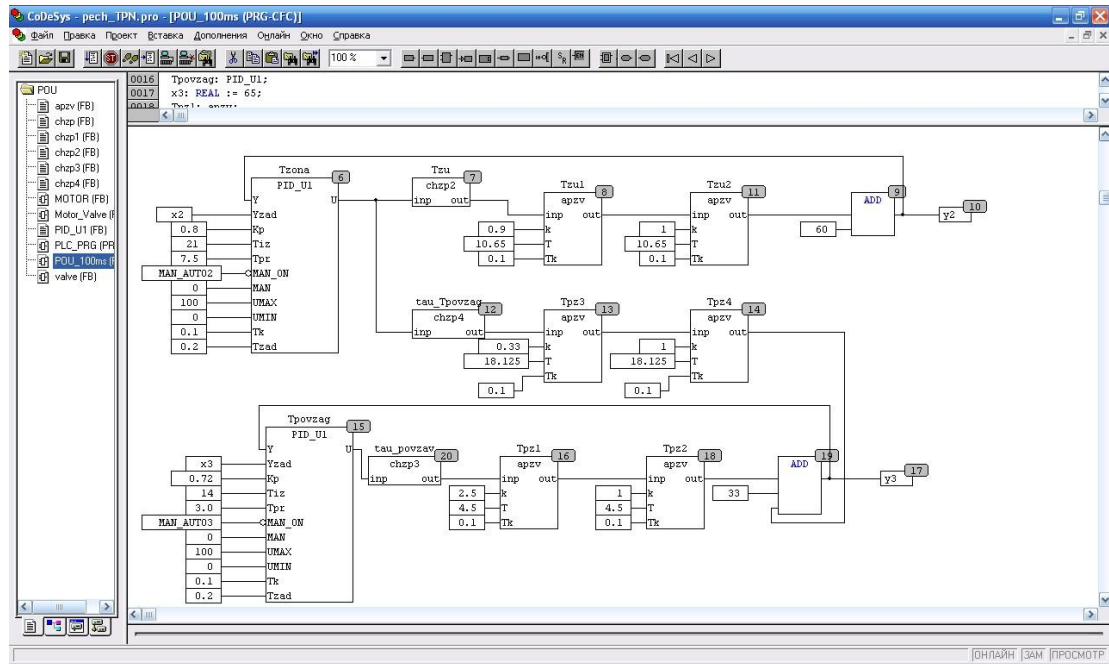 CoDeSys - pech_TPN.pro - [POU_100ms (PRG-CFC)]
Файл Правка Проект Вставка Дополнения Онлайн Окно Справка
100 %
0016 Tpovzag: PID_U1;
0017 x3: REAL := 65;
0018 Tpz1: apzv;
POU
apzv (FB)
chzp (FB)
chzp1 (FB)
chzp2 (FB)
chzp3 (FB)
chzp4 (FB)
MOTOR (FB)
Motor_Valve (F
PID_U1 (FB)
PLC_PRG (PR
POU_100ms (F
valve (FB)
Tzona 6
PID_U1
Y U
x2 Yzad
0.8 Kp
21 Tiz
7.5 Tpr
MAN_AUTO2 MAN_ON
0 MAN
100 UMAX
0 UMIN
0.1 Tk
0.2 Tzad
Tzu 7
chzp2
inp out
Tzu1 8
apzv
inp out
0.9 k
10.65 T
0.1 Tk
Tzu2 11
apzv
inp out
1 k
10.65 T
0.1 Tk
9
ADD
60
y2 10
tau_Tpovzag 12
chzp4
inp out
Tpz3 13
apzv
inp out
0.33 k
18.125 T
Tk
0.1
Tpz4 14
apzv
inp out
1 k
18.125 T
Tk
0.1
Tpovzag 15
PID_U1
Y U
x3 Yzad
0.72 Kp
14 Tiz
3.0 Tpr
MAN_AUTO3 MAN_ON
0 MAN
100 UMAX
0 UMIN
0.1 Tk
0.2 Tzad
tau_povzav 20
chzp3
inp out
Tpz1 16
apzv
inp out
2.5 k
4.5 T
0.1 Tk
Tpz2 18
apzv
inp out
1 k
4.5 T
0.1 Tk
ADD 19
33
y3 17
ОНЛАЙН ЗАМ ПРОСМОТР